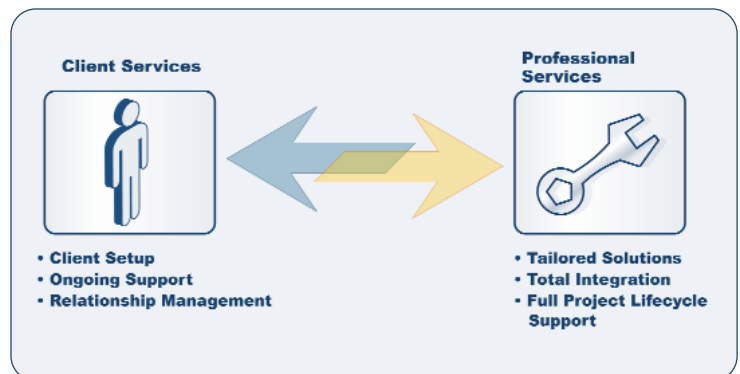 Client Services
• Client Setup
• Ongoing Support
• Relationship Management
Professional
Services
• Tailored Solutions
• Total Integration
• Full Project Lifecycle
Support